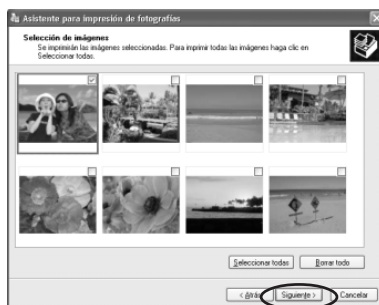 Asistente para impresión de fotografías
Selección de imágenes
Se imprimirán las imágenes seleccionadas. Para imprimir todas las imágenes haga clic en
Seleccionar todas.
Seleccionar todas
Borrar todo
< Atrás
Siguiente >
Cancelar